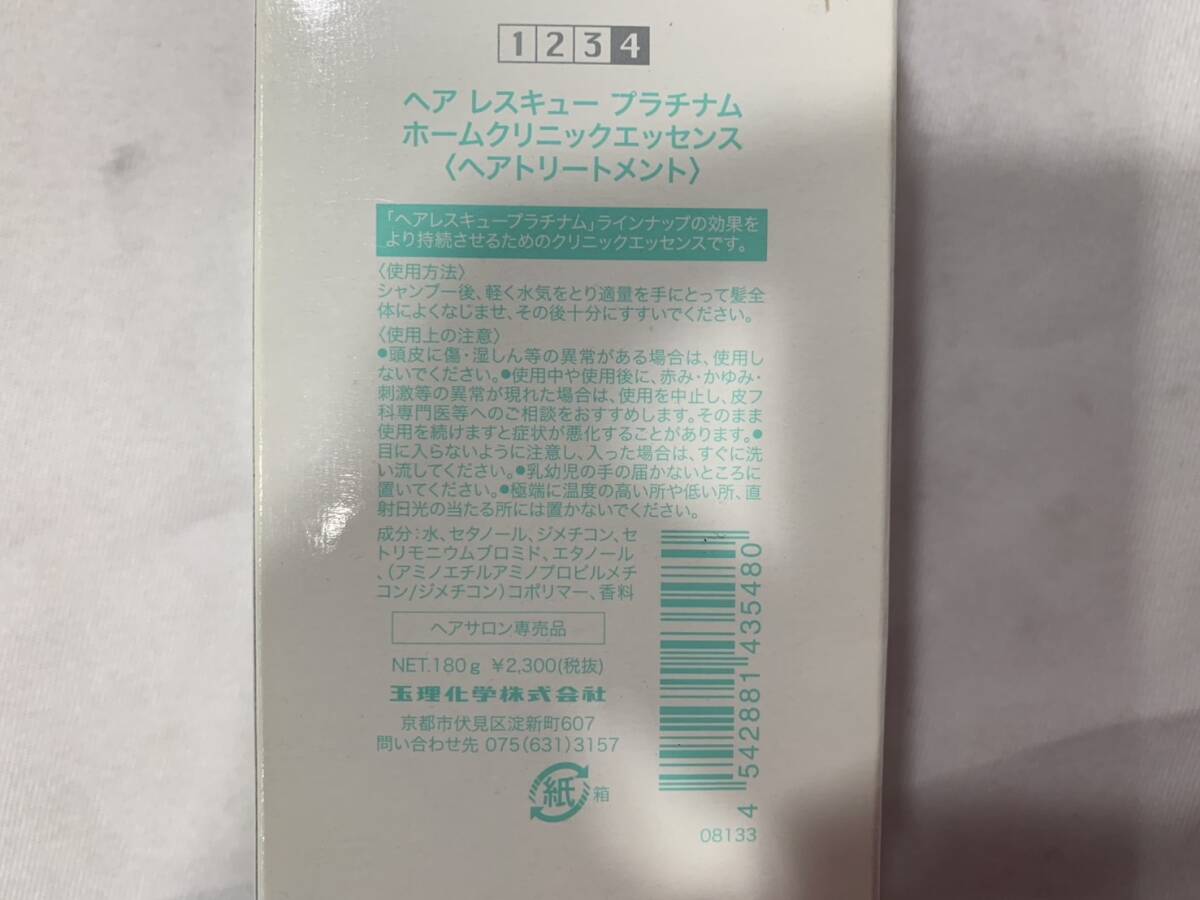 1234
ヘア レスキュー プラチナム
ホームクリニックエッセンス
〈ヘアトリートメント〉
「ヘアレスキュープラチナム」ラインナップの効果を
より持続させるためのクリニックエッセンスです。
〈使用方法〉
シャンプー後、軽く水気をとり適量を手にとって髪全
体によくなじませ、その後十分にすすいでください。
〈使用上の注意〉
●頭皮に傷・湿しん等の異常がある場合は、使用し
ないでください。●使用中や使用後に、赤み・かゆみ・
刺激等の異常が現れた場合は、使用を中止し、皮フ
科専門医等へのご相談をおすすめします。そのまま
使用を続けますと症状が悪化することがあります。●
目に入らないように注意し、入った場合は、すぐに洗
い流してください。●乳幼児の手の届かないところに
置いてください。●極端に温度の高い所や低い所、直
射日光の当たる所には置かないでください。
成分：水、セタノール、ジメチコン、セ
トリモニウムブロミド、エタノール
、（アミノエチルアミノプロピルメチ
コン/ジメチコン）コポリマー、香料
ヘアサロン専売品
NET.180g ¥2,300(税抜)
玉理化学株式会社
京都市伏見区淀新町607
問い合わせ先 075(631)3157
紙 箱
4 542881 435480
08133